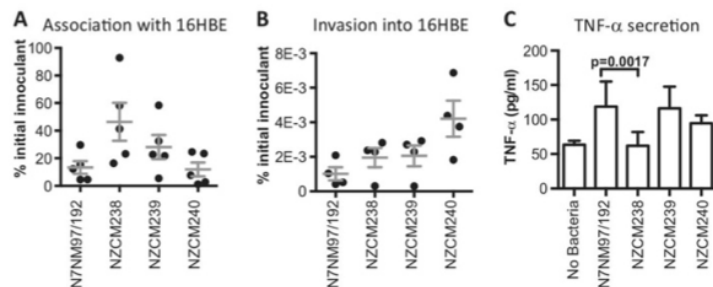 A Association with 16HBE
% initial innoculant
100
80
60
40
20
0
N7NM97/192
NZCM238
NZCM239
NZCM240
B Invasion into 16HBE
% initial innoculant
8E-3
6E-3
4E-3
2E-3
0
N7NM97/192
NZCM238
NZCM239
NZCM240
C TNF-α secretion
TNF-α (pg/ml)
200
150
100
50
0
p=0.0017
No Bacteria
N7NM97/192
NZCM238
NZCM239
NZCM240